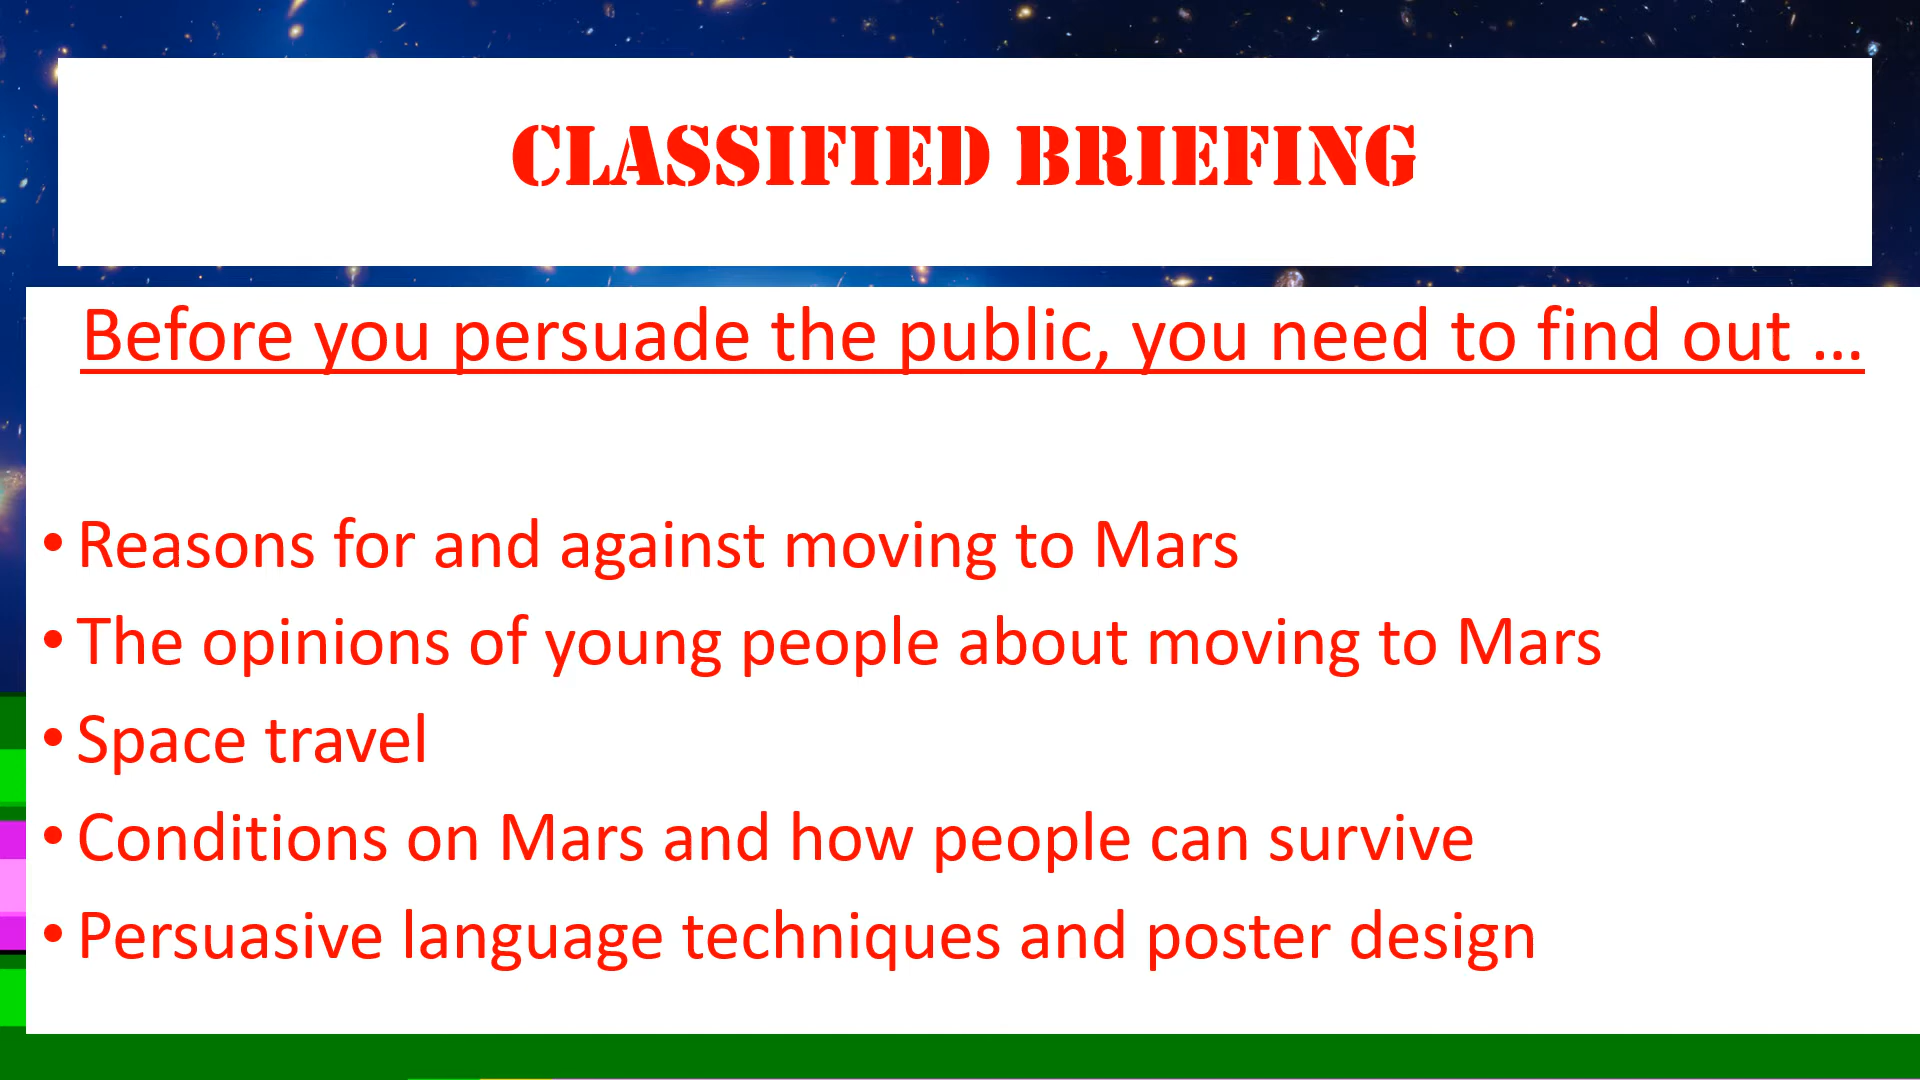 CLASSIFIED BRIEFING
Before you persuade the public, you need to find out ...
• Reasons for and against moving to Mars
• The opinions of young people about moving to Mars
• Space travel
• Conditions on Mars and how people can survive
• Persuasive language techniques and poster design